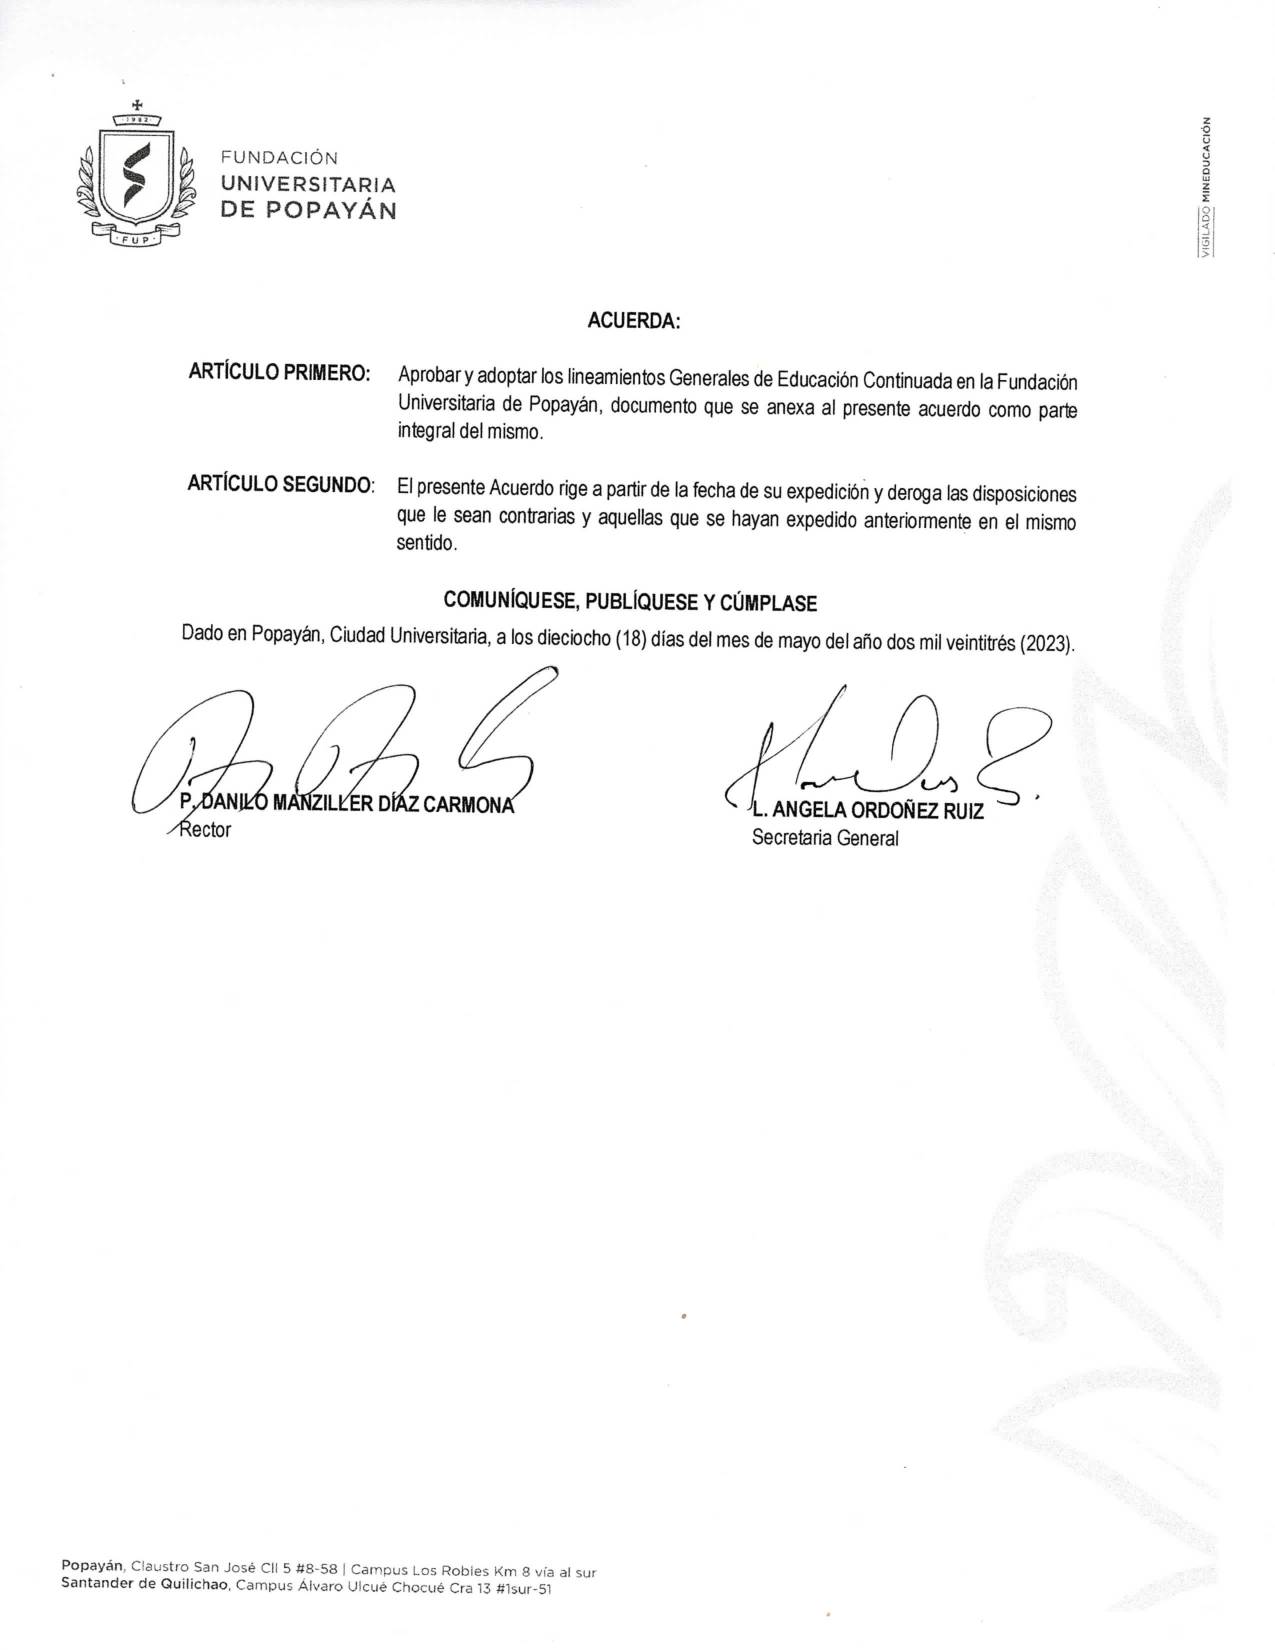 1982
FUP
FUNDACIÓN
UNIVERSITARIA
DE POPAYÁN
VIGILADO MINEDUCACIÓN
ACUERDA:
ARTÍCULO PRIMERO: Aprobar y adoptar los lineamientos Generales de Educación Continuada en la Fundación
Universitaria de Popayán, documento que se anexa al presente acuerdo como parte
integral del mismo.
ARTÍCULO SEGUNDO: El presente Acuerdo rige a partir de la fecha de su expedición y deroga las disposiciones
que le sean contrarias y aquellas que se hayan expedido anteriormente en el mismo
sentido.
COMUNÍQUESE, PUBLÍQUESE Y CÚMPLASE
Dado en Popayán, Ciudad Universitaria, a los dieciocho (18) días del mes de mayo del año dos mil veintitrés (2023).
P. DANILO MANZILLER DÍAZ CARMONA
Rector
L. ANGELA ORDOÑEZ RUIZ
Secretaria General
Popayán, Claustro San José Cll 5 #8-58 | Campus Los Robles Km 8 vía al sur
Santander de Quilichao, Campus Álvaro Ulcué Chocué Cra 13 #1sur-51